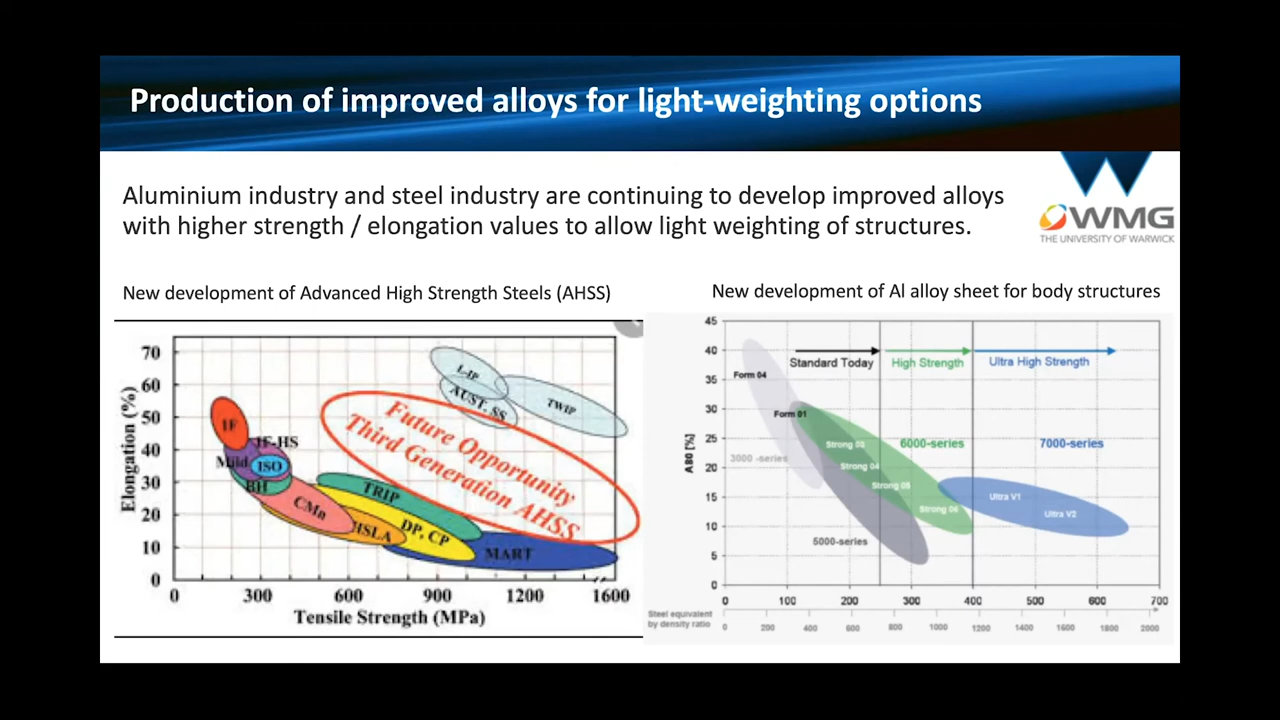 Production of improved alloys for light-weighting options
Aluminium industry and steel industry are continuing to develop improved alloys
with higher strength / elongation values to allow light weighting of structures.
WMG
THE UNIVERSITY OF WARWICK
New development of Advanced High Strength Steels (AHSS)
Elongation (%)
70
60
50
40
30
20
10
0
0 300 600 900 1200 1600
Tensile Strength (MPa)
IF
IF-HS
Mild
ISO
BH
CMn
HSLA
TRIP
DP, CP
MART
L-IP
AUST. SS
TWIP
Future Opportunity
Third Generation AHSS
New development of Al alloy sheet for body structures
A80 [%]
45
40
35
30
25
20
15
10
5
0
Standard Today
High Strength
Ultra High Strength
Form 04
Form 01
3000 -series
Strong 03
Strong 04
Strong 05
Strong 06
6000-series
7000-series
Ultra V1
Ultra V2
5000-series
0 100 200 300 400 500 600 700
Steel equivalent
by density ratio
0 200 400 600 800 1000 1200 1400 1600 1800 2000